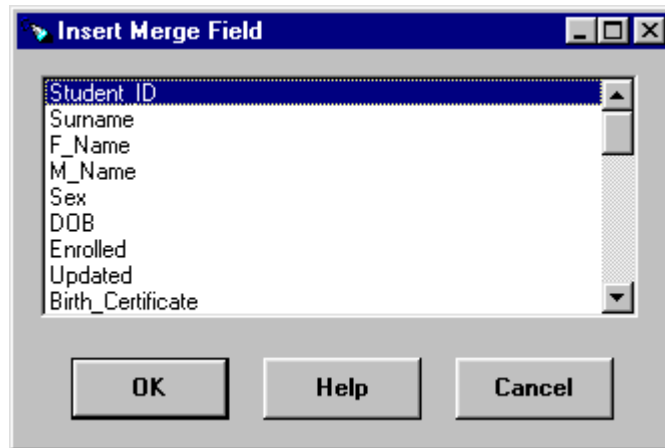 Insert Merge Field
Student_ID
Surname
F_Name
M_Name
Sex
DOB
Enrolled
Updated
Birth_Certificate
OK Help Cancel